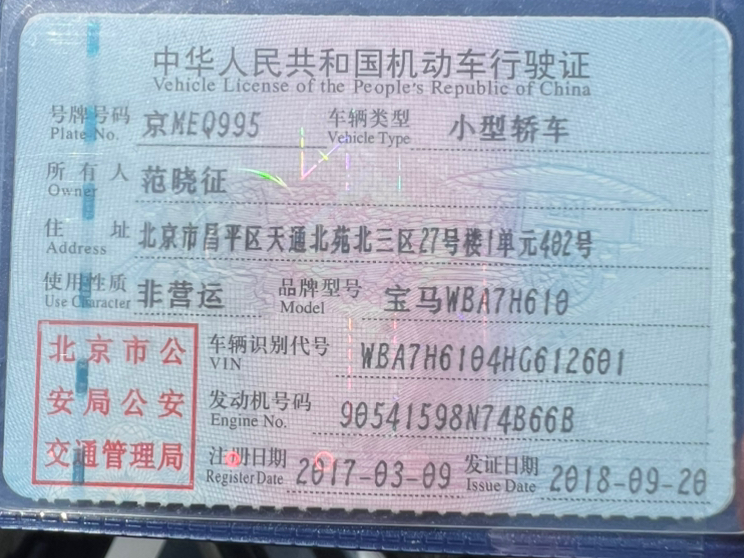 中华人民共和国机动车行驶证
Vehicle License of the People's Republic of China
号牌号码 京MEQ995 车辆类型 小型轿车
Plate No. Vehicle Type
所有人 范晓征
Owner
住址 北京市昌平区天通北苑北三区27号楼1单元402号
Address
使用性质 非营运 品牌型号 宝马WBA7H610
Use Character Model
北京市公 车辆识别代号 WBA7H6104HG612601
VIN
安局公安 发动机号码 90541598N74B66B
Engine No.
交通管理局 注册日期 2017-03-09 发证日期 2018-09-20
Register Date Issue Date